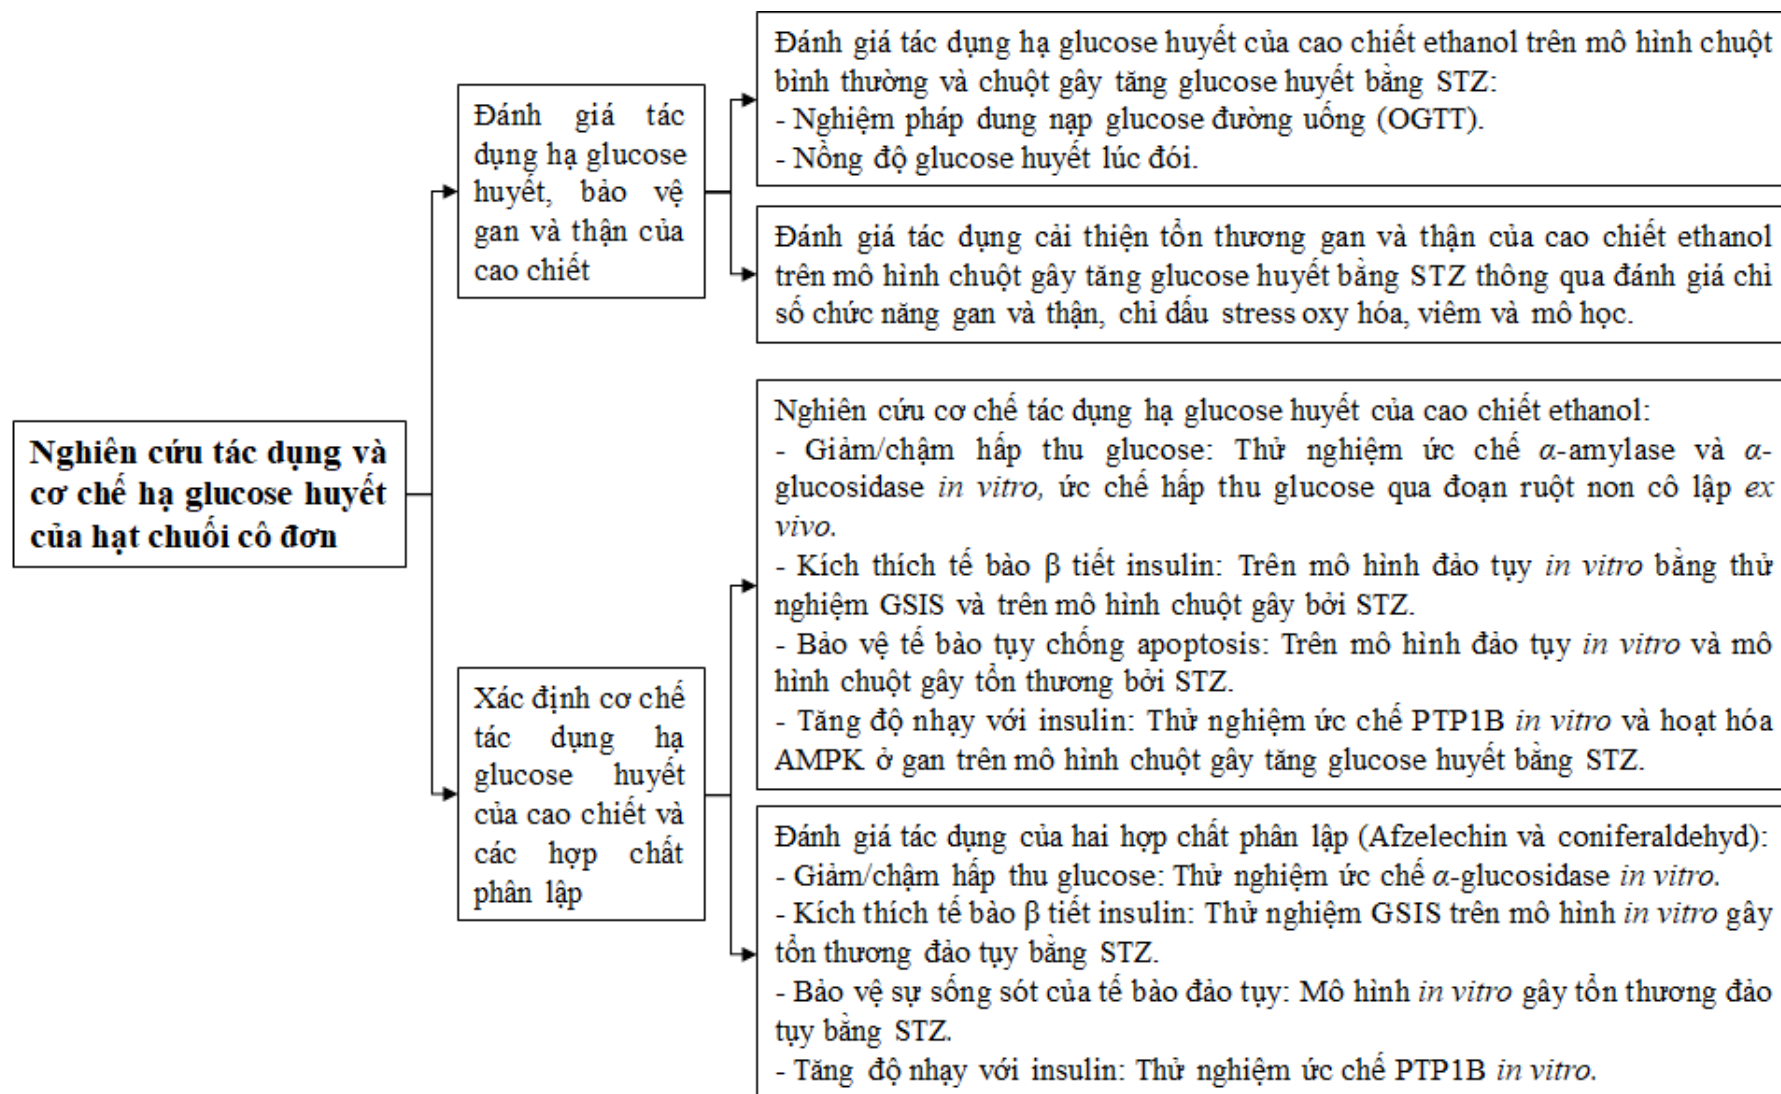 Nghiên cứu tác dụng và
cơ chế hạ glucose huyết
của hạt chuối cô đơn
Đánh giá tác
dụng hạ glucose
huyết, bảo vệ
gan và thận của
cao chiết
Đánh giá tác dụng hạ glucose huyết của cao chiết ethanol trên mô hình chuột
bình thường và chuột gây tăng glucose huyết bằng STZ:
- Nghiệm pháp dung nạp glucose đường uống (OGTT).
- Nồng độ glucose huyết lúc đói.
Đánh giá tác dụng cải thiện tổn thương gan và thận của cao chiết ethanol
trên mô hình chuột gây tăng glucose huyết bằng STZ thông qua đánh giá chỉ
số chức năng gan và thận, chỉ dấu stress oxy hóa, viêm và mô học.
Xác định cơ chế
tác dụng hạ
glucose huyết
của cao chiết và
các hợp chất
phân lập
Nghiên cứu cơ chế tác dụng hạ glucose huyết của cao chiết ethanol:
- Giảm/chậm hấp thu glucose: Thử nghiệm ức chế α-amylase và α-
glucosidase in vitro, ức chế hấp thu glucose qua đoạn ruột non cô lập ex
vivo.
- Kích thích tế bào β tiết insulin: Trên mô hình đảo tụy in vitro bằng thử
nghiệm GSIS và trên mô hình chuột gây bởi STZ.
- Bảo vệ tế bào tụy chống apoptosis: Trên mô hình đảo tụy in vitro và mô
hình chuột gây tổn thương bởi STZ.
- Tăng độ nhạy với insulin: Thử nghiệm ức chế PTP1B in vitro và hoạt hóa
AMPK ở gan trên mô hình chuột gây tăng glucose huyết bằng STZ.
Đánh giá tác dụng của hai hợp chất phân lập (Afzelechin và coniferaldehyd):
- Giảm/chậm hấp thu glucose: Thử nghiệm ức chế α-glucosidase in vitro.
- Kích thích tế bào β tiết insulin: Thử nghiệm GSIS trên mô hình in vitro gây
tổn thương đảo tụy bằng STZ.
- Bảo vệ sự sống sót của tế bào đảo tụy: Mô hình in vitro gây tổn thương đảo
tụy bằng STZ.
- Tăng độ nhạy với insulin: Thử nghiệm ức chế PTP1B in vitro.